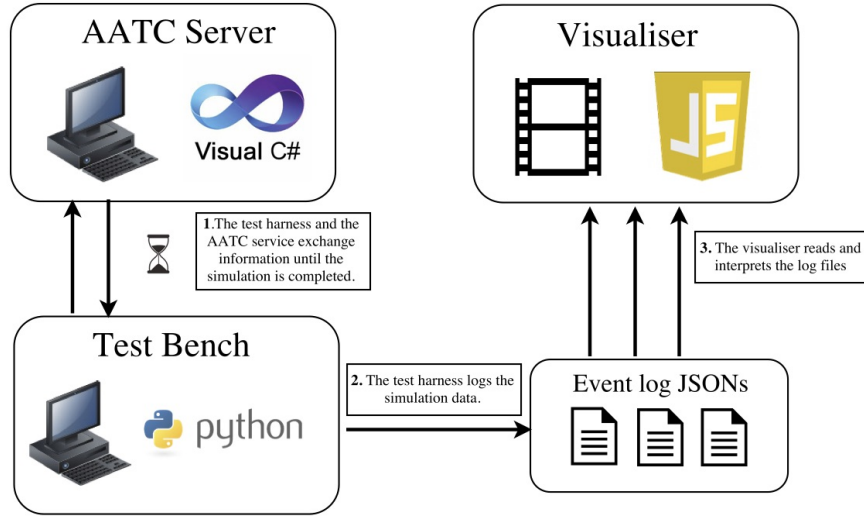 AATC Server
Visual C#
Visualiser
JS
1.The test harness and the
AATC service exchange
information until the
simulation is completed.
3. The visualiser reads and
interprets the log files
Test Bench
python
2. The test harness logs the
simulation data.
Event log JSONs